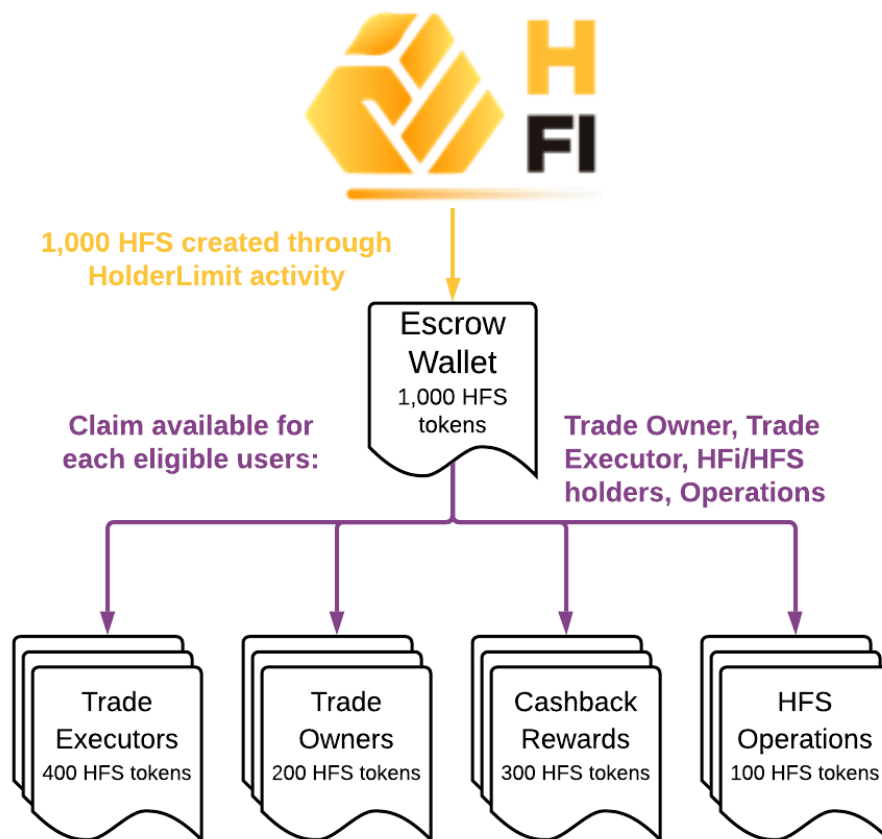 H
FI
1,000 HFS created through
HolderLimit activity
Escrow
Wallet
1,000 HFS
tokens
Claim available for
each eligible users:
Trade Owner, Trade
Executor, HFi/HFS
holders, Operations
Trade
Executors
400 HFS tokens
Trade
Owners
200 HFS tokens
Cashback
Rewards
300 HFS tokens
HFS
Operations
100 HFS tokens